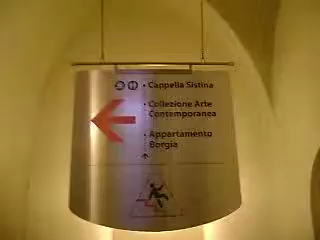 • Cappella Sistina
• Collezione Arte
Contemporanea
• Appartamento
Borgia